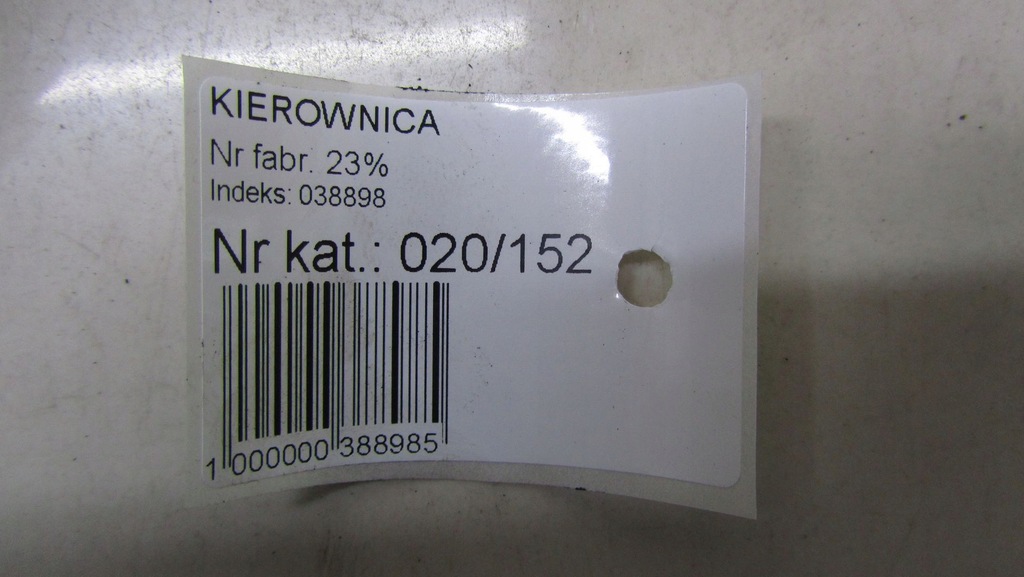 KIEROWNICA
Nr fabr. 23%
Indeks: 038898
Nr kat.: 020/152
1 000000 388985